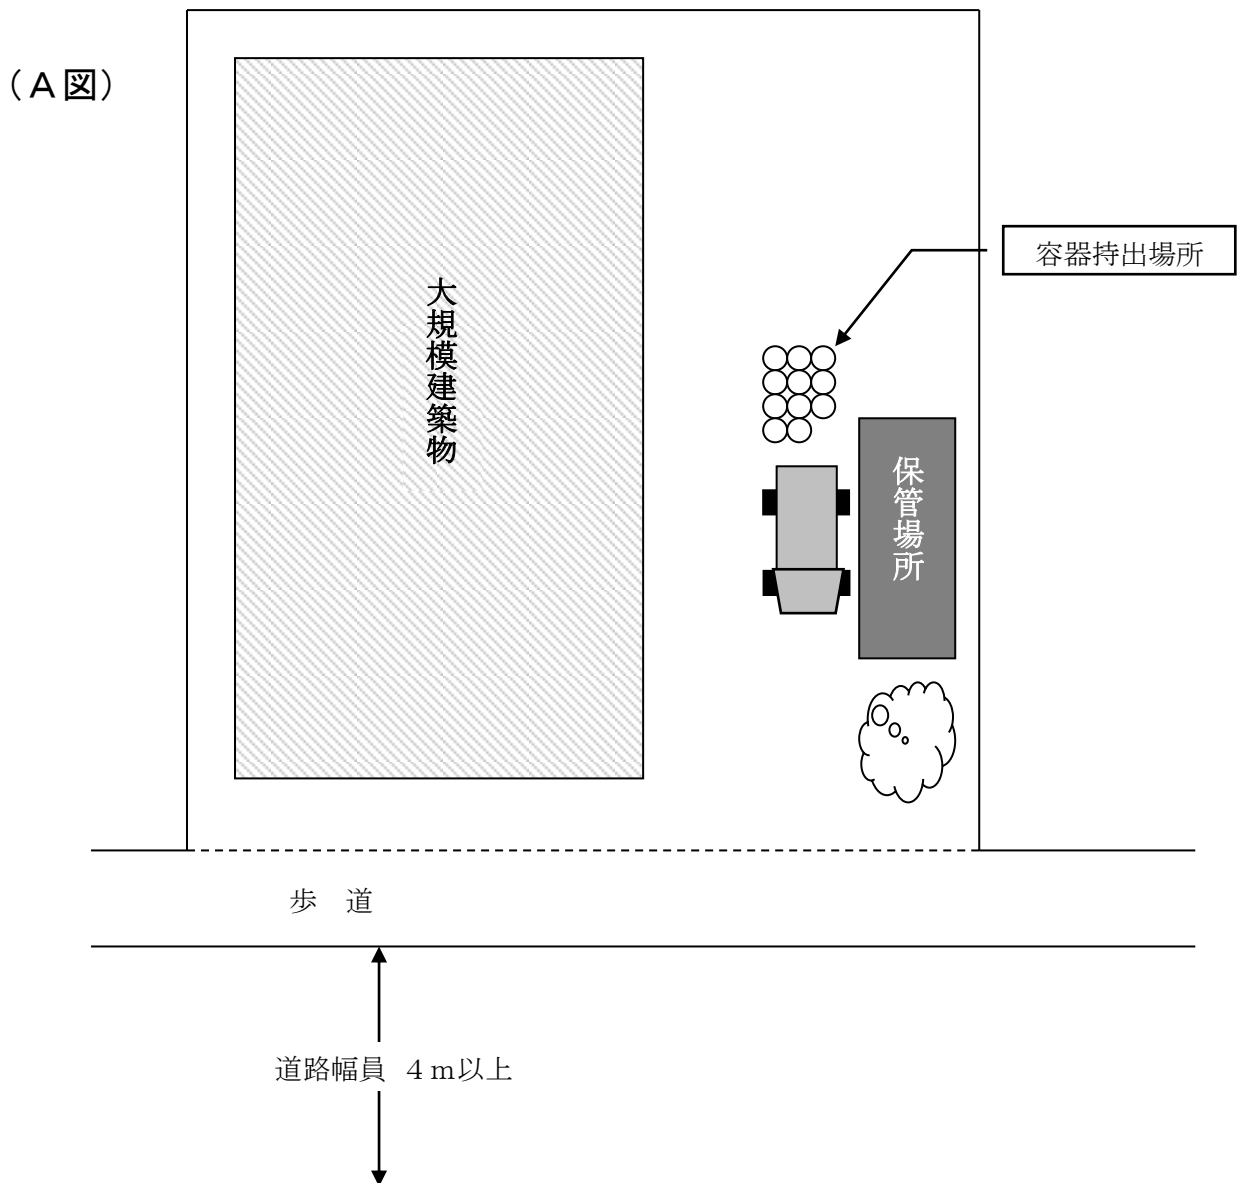 （Ａ図）
容器持出場所
大規模建築物
保管場所
歩　道
道路幅員　４ｍ以上